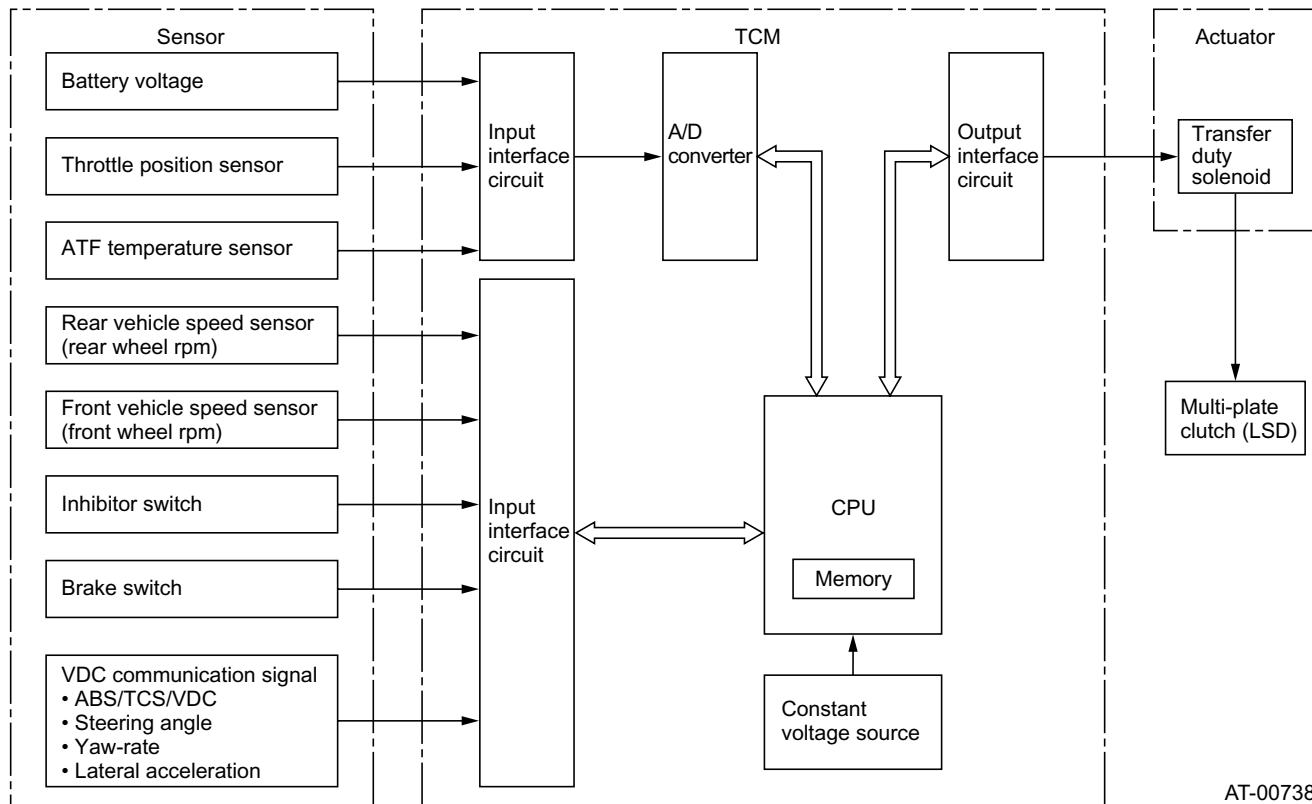 Sensor
Battery voltage
Throttle position sensor
ATF temperature sensor
Rear vehicle speed sensor
(rear wheel rpm)
Front vehicle speed sensor
(front wheel rpm)
Inhibitor switch
Brake switch
VDC communication signal
• ABS/TCS/VDC
• Steering angle
• Yaw-rate
• Lateral acceleration
TCM
Input
interface
circuit
A/D
converter
Output
interface
circuit
Input
interface
circuit
CPU
Memory
Constant
voltage source
Actuator
Transfer
duty
solenoid
Multi-plate
clutch (LSD)
AT-00738